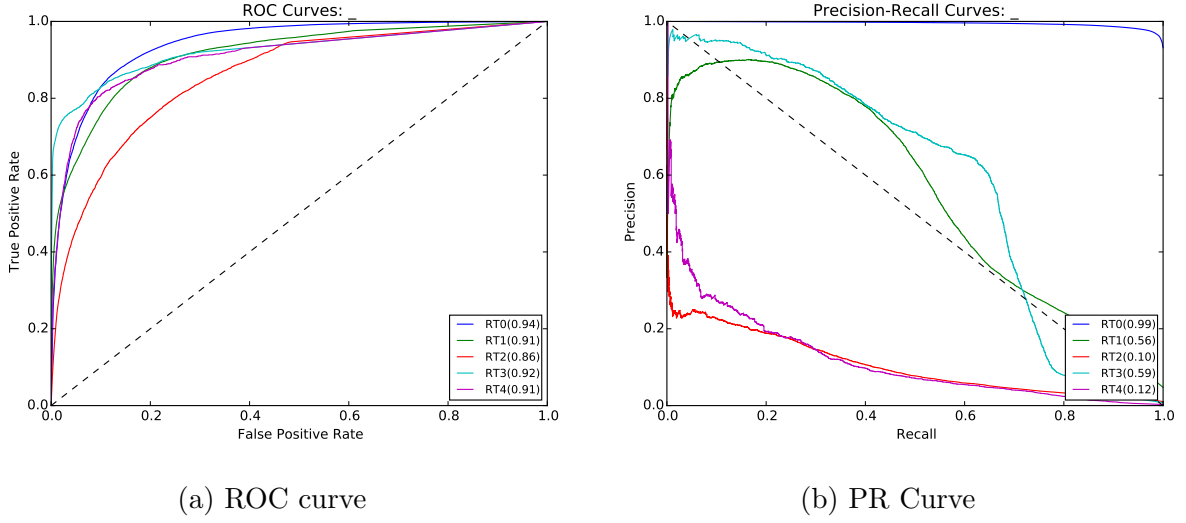 ROC Curves: _
True Positive Rate
1.0
0.8
0.6
0.4
0.2
0.0
0.0 0.2 0.4 0.6 0.8 1.0
False Positive Rate
RT0(0.94)
RT1(0.91)
RT2(0.86)
RT3(0.92)
RT4(0.91)
(a) ROC curve
Precision-Recall Curves: _
Precision
1.0
0.8
0.6
0.4
0.2
0.0
0.0 0.2 0.4 0.6 0.8 1.0
Recall
RT0(0.99)
RT1(0.56)
RT2(0.10)
RT3(0.59)
RT4(0.12)
(b) PR Curve